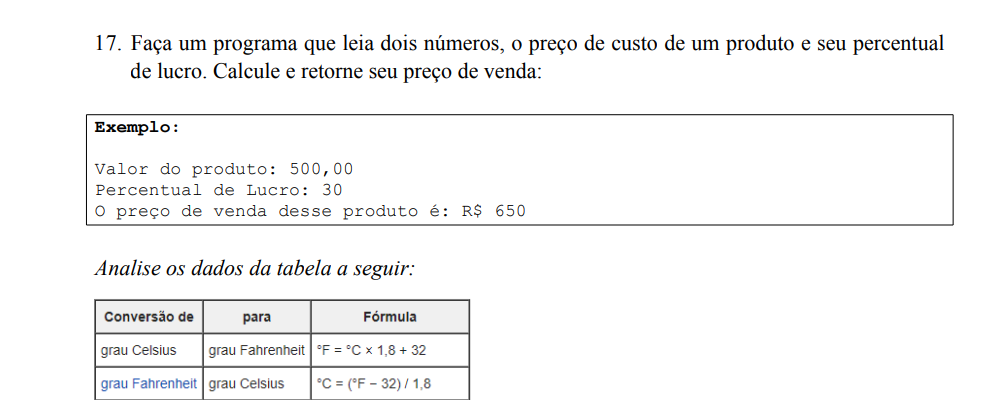 17. Faça um programa que leia dois números, o preço de custo de um produto e seu percentual
de lucro. Calcule e retorne seu preço de venda:
Exemplo:
Valor do produto: 500,00
Percentual de Lucro: 30
O preço de venda desse produto é: R$ 650
Analise os dados da tabela a seguir:
Conversão de para Fórmula
grau Celsius grau Fahrenheit °F = °C × 1,8 + 32
grau Fahrenheit grau Celsius °C = (°F − 32) / 1,8